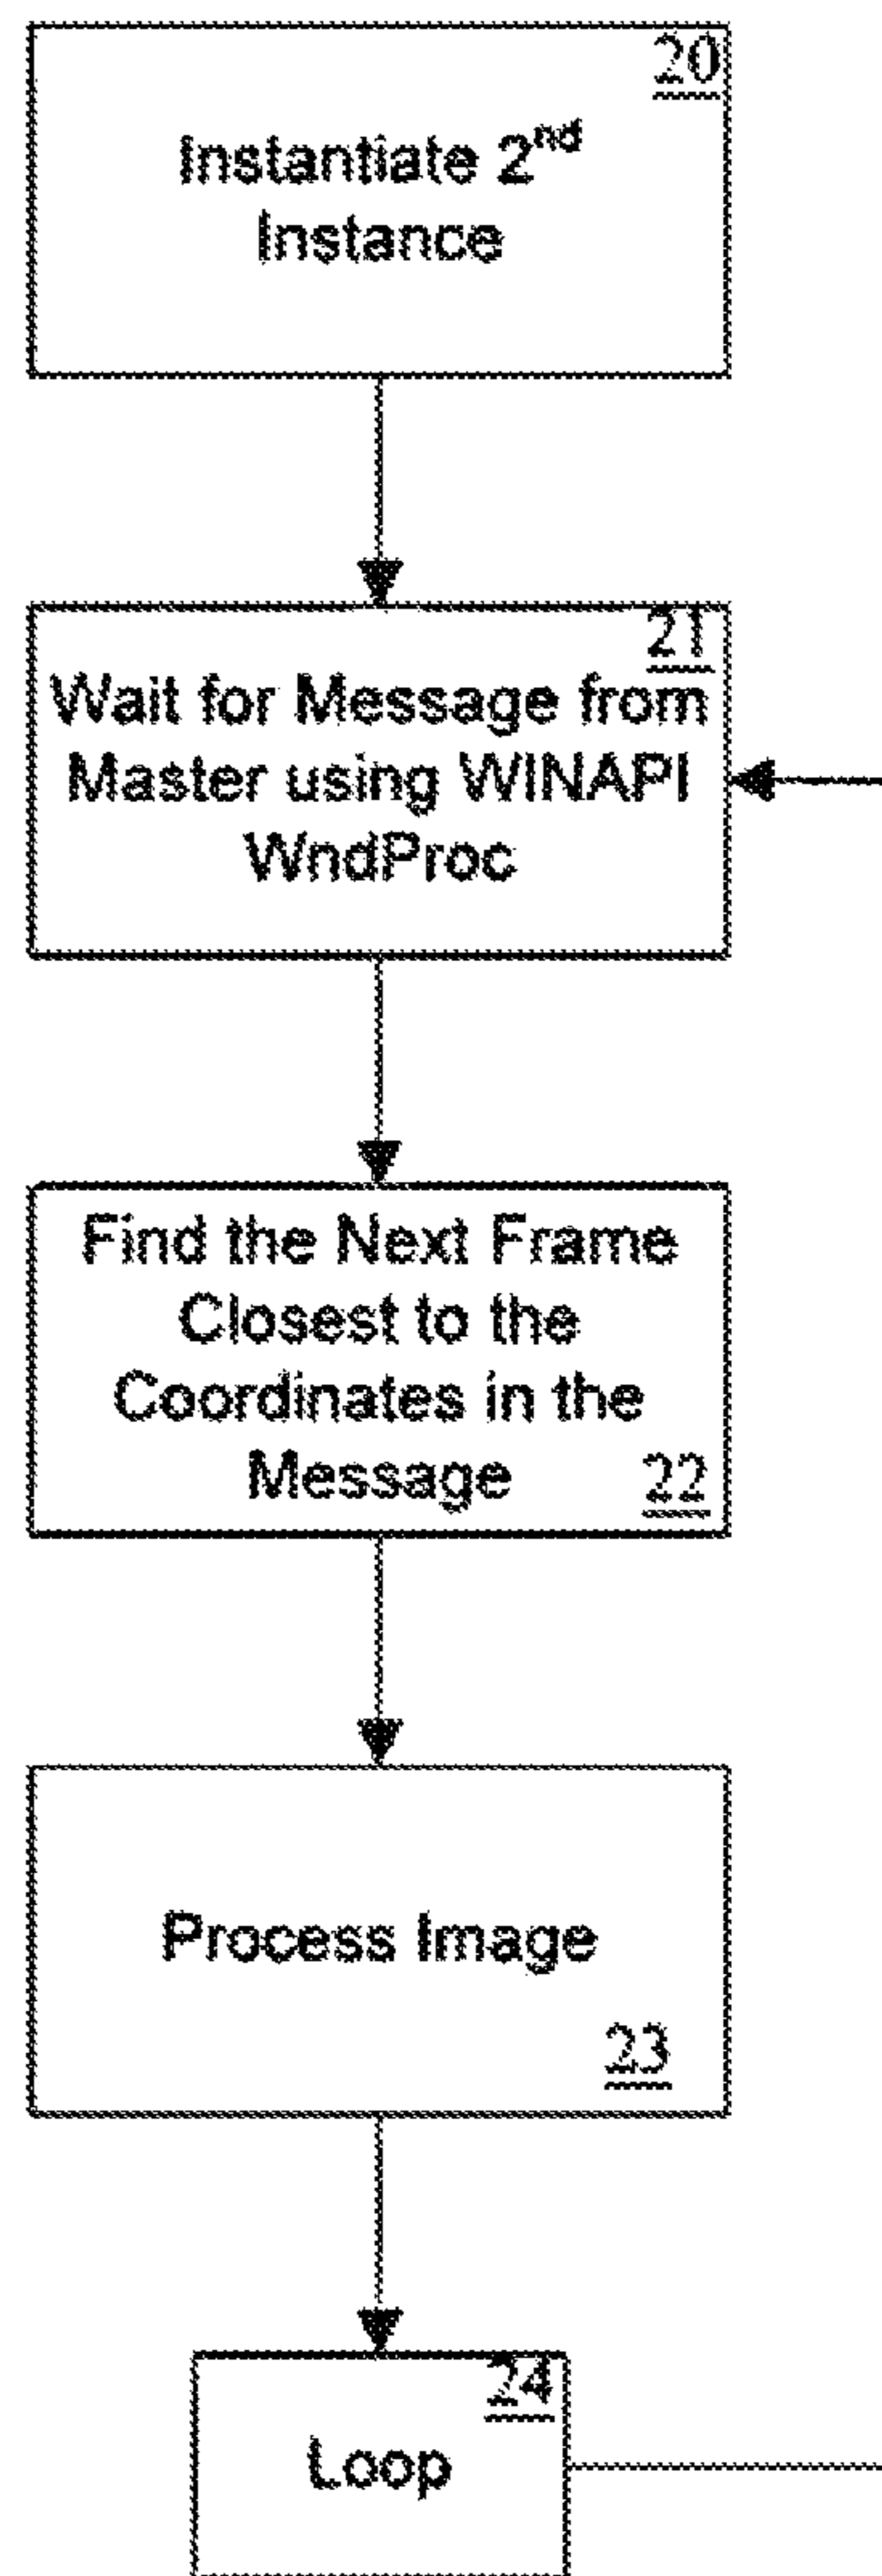 20
Instantiate 2nd
Instance
21
Wait for Message from
Master using WINAPI
WndProc
Find the Next Frame
Closest to the
Coordinates in the
Message 22
Process Image
23
24
Loop